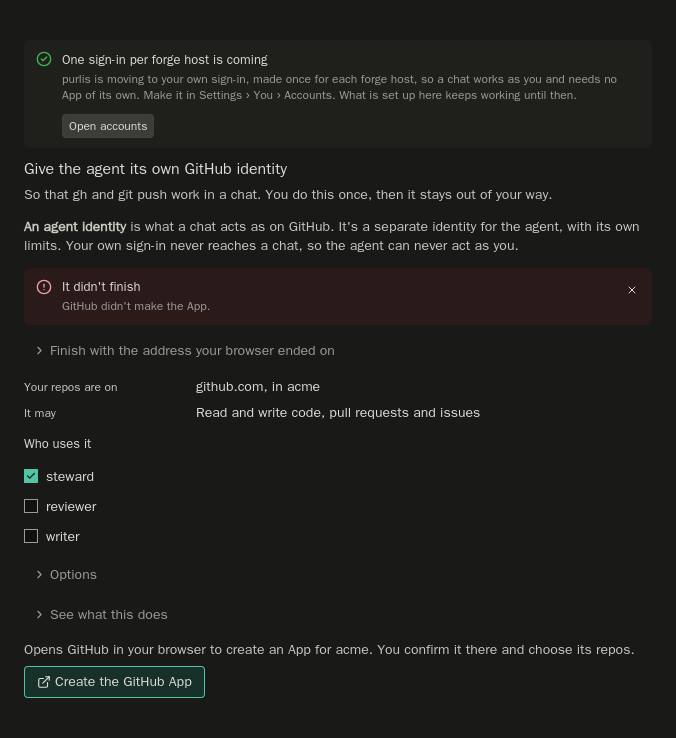 One sign-in per forge host is coming
purlis is moving to your own sign-in, made once for each forge host, so a chat works as you and needs no
App of its own. Make it in Settings › You › Accounts. What is set up here keeps working until then.
Open accounts
Give the agent its own GitHub identity
So that gh and git push work in a chat. You do this once, then it stays out of your way.
An agent identity is what a chat acts as on GitHub. It's a separate identity for the agent, with its own
limits. Your own sign-in never reaches a chat, so the agent can never act as you.
It didn't finish
GitHub didn't make the App.
Finish with the address your browser ended on
Your repos are on github.com, in acme
It may Read and write code, pull requests and issues
Who uses it
steward
reviewer
writer
Options
See what this does
Opens GitHub in your browser to create an App for acme. You confirm it there and choose its repos.
Create the GitHub App